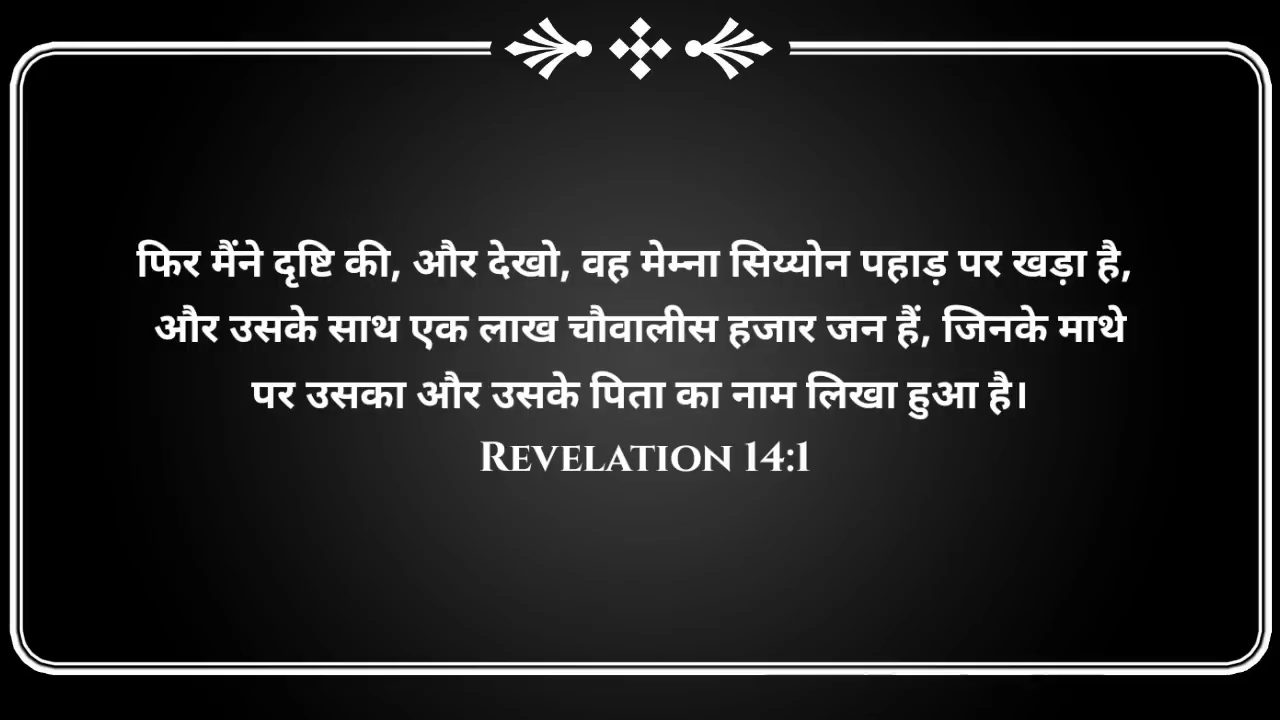 फिर मैंने दृष्टि की, और देखो, वह मेम्ना सिय्योन पहाड़ पर खड़ा है,
और उसके साथ एक लाख चौवालीस हजार जन हैं, जिनके माथे
पर उसका और उसके पिता का नाम लिखा हुआ है।
Revelation 14:1